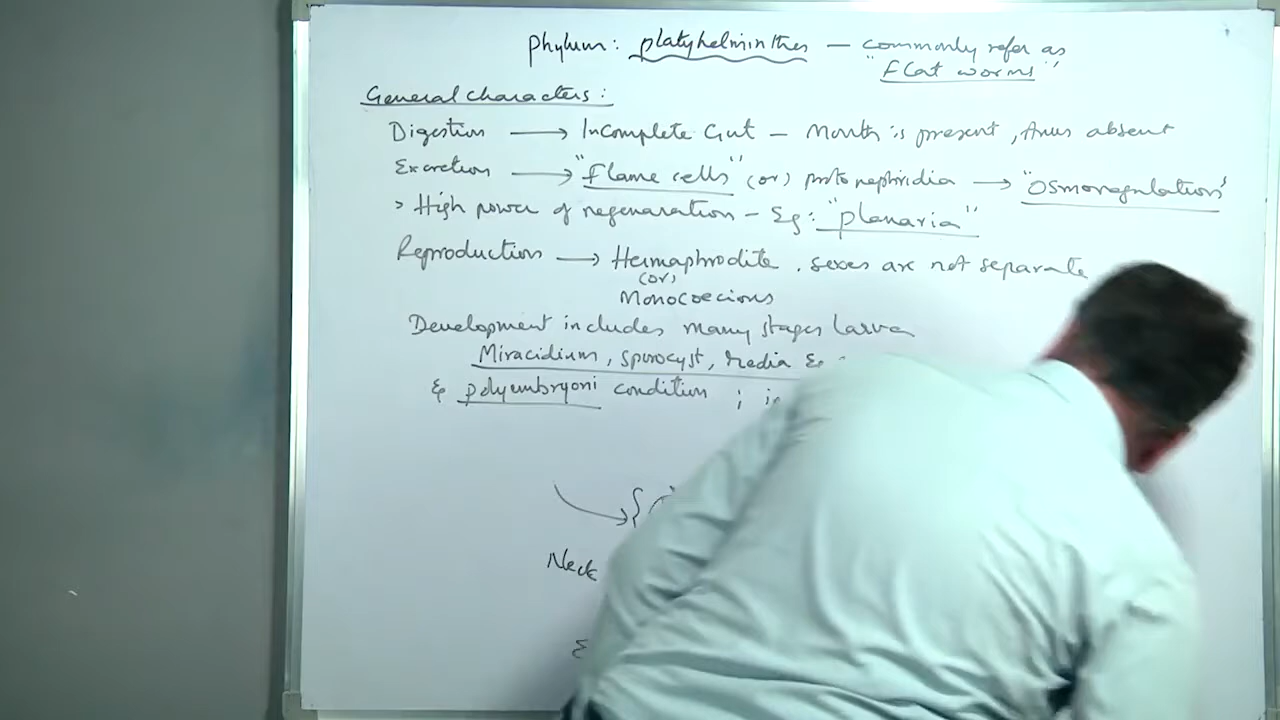 Phylum: platyhelminthes — commonly refer as
"Flat worms"
General characters:
Digestion → Incomplete Gut — Mouth is present, Anus absent
Excretion → "Flame cells" (or) protonephridia → "Osmoregulation"
> High power of regenaration - Eg: "planaria"
Reproduction → Hermaphrodite, sexes are not separate
(or)
Monocoecious
Development includes many stages Larva
Miracidium, sporocyst, redia &
& polyembryoni condition ; i
Neck